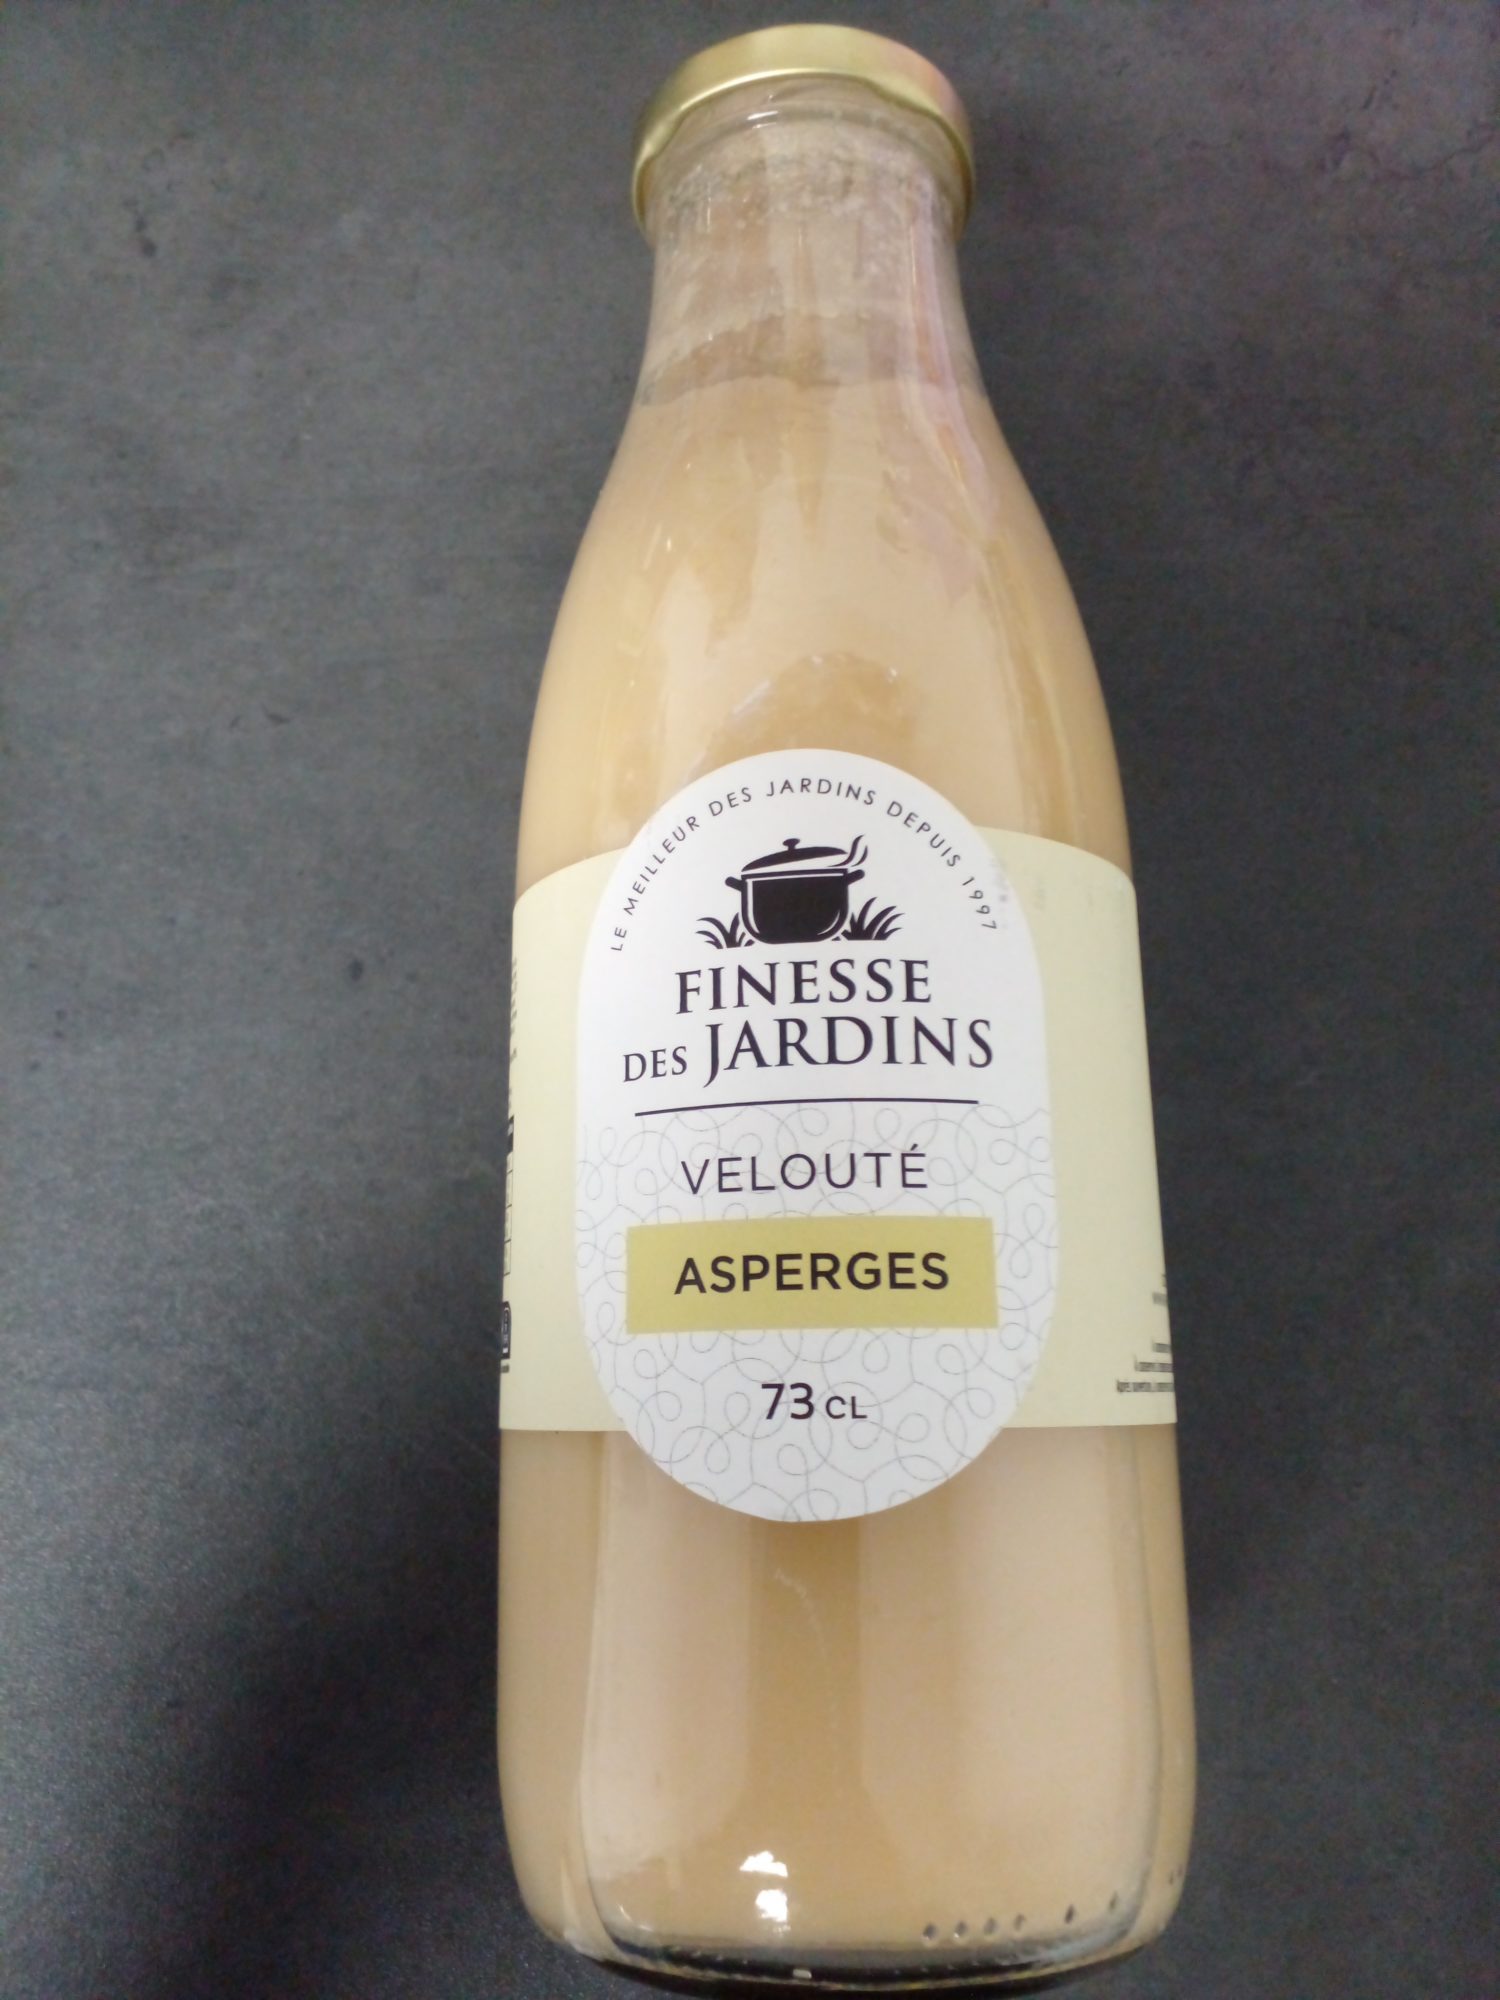 LE MEILLEUR DES JARDINS DEPUIS 1997
FINESSE
DES JARDINS
VELOUTÉ
ASPERGES
73 CL